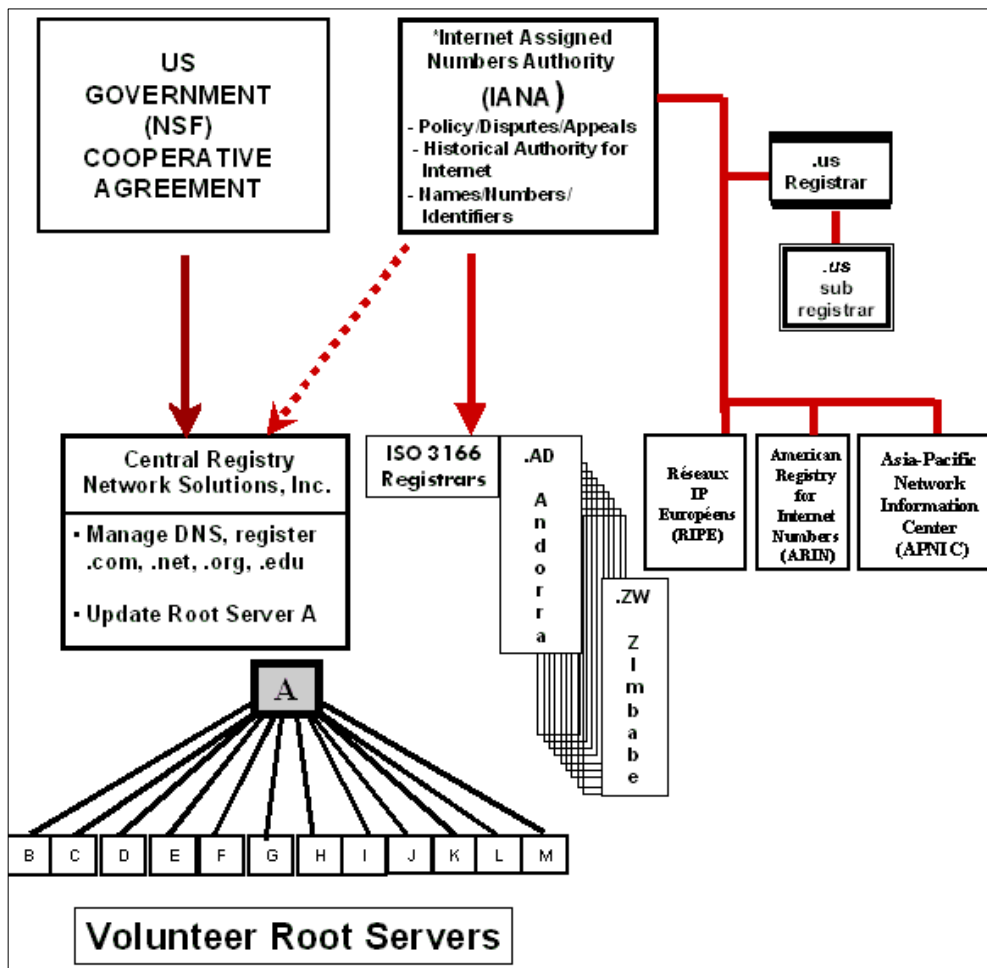 US
GOVERNMENT
(NSF)
COOPERATIVE
AGREEMENT
*Internet Assigned
Numbers Authority
(IANA)
- Policy/Disputes/Appeals
- Historical Authority for
Internet
- Names/Numbers/
Identifiers
.us
Registrar
.us
sub
registrar
Central Registry
Network Solutions, Inc.
▪ Manage DNS, register
.com, .net, .org, .edu
▪ Update Root Server A
ISO 3166
Registrars
.AD
A
n
d
o
r
r
a
.ZW
Z
I
m
b
a
b
e
Réseaux
IP
Européens
(RIPE)
American
Registry
for
Internet
Numbers
(ARIN)
Asia-Pacific
Network
Information
Center
(APNIC)
A
B C D E F G H I J K L M
Volunteer Root Servers